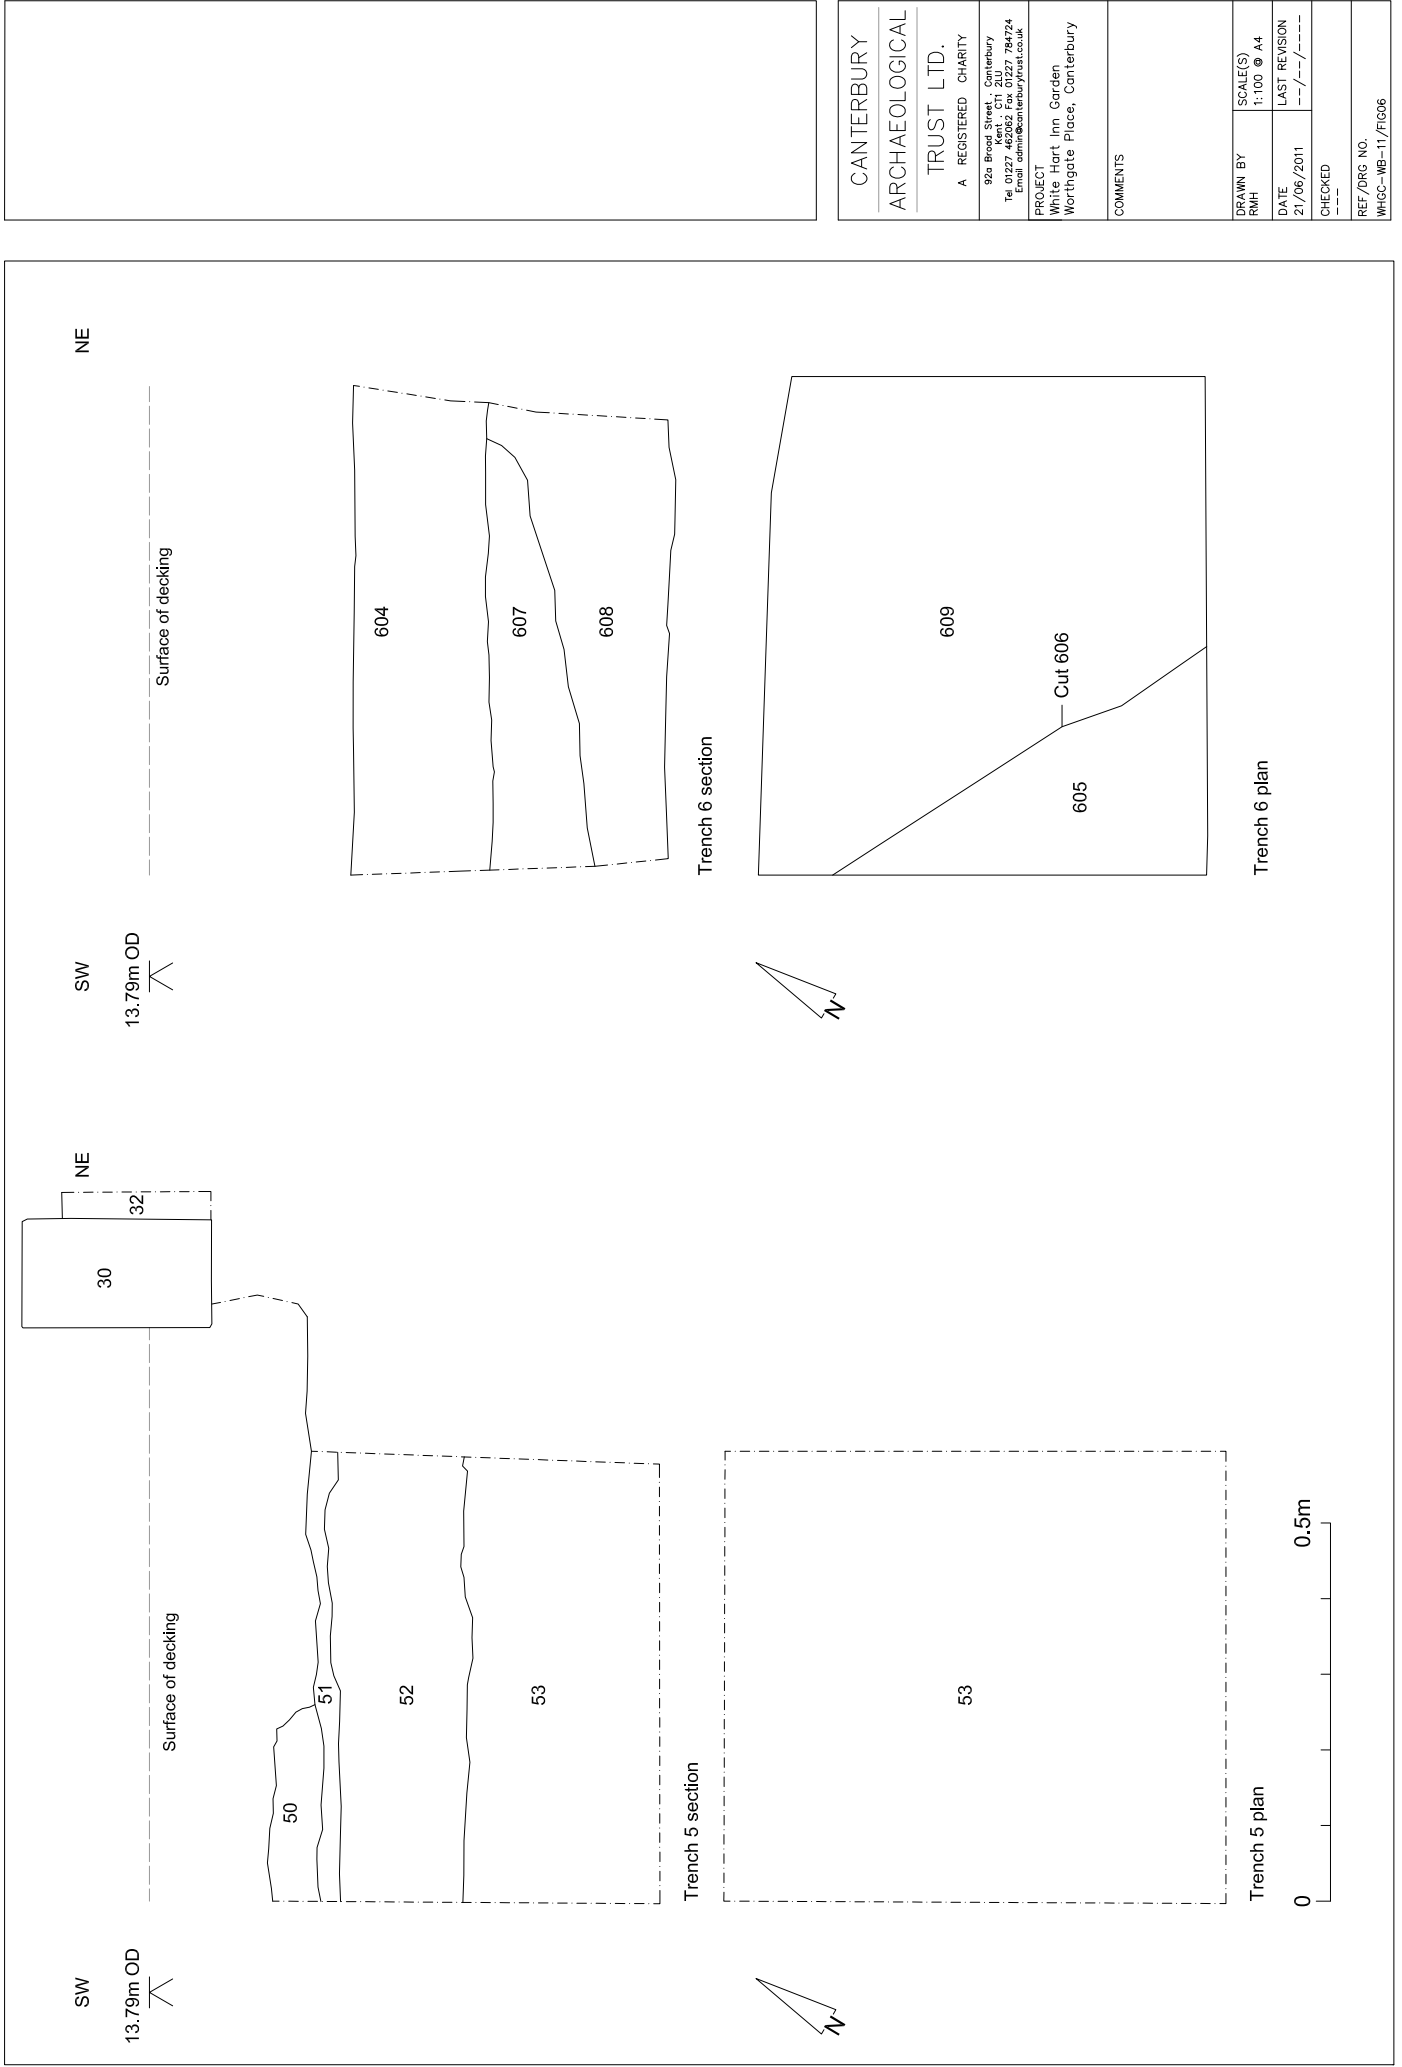 SW
NE
SW
NE
13.79m OD
30
32
13.79m OD
Surface of decking
Surface of decking
50
51
52
53
604
607
608
Trench 5 section
Trench 6 section
N
53
N
609
Cut 606
605
Trench 5 plan
Trench 6 plan
0
0.5m
CANTERBURY
ARCHAEOLOGICAL
TRUST LTD.
A REGISTERED CHARITY
92a Broad Street . Canterbury
Kent . CT1 2LU
Tel 01227 462062 Fax 01227 784724
Email admin@canterburytrust.co.uk
PROJECT
White Hart Inn Garden
Worthgate Place, Canterbury
COMMENTS
DRAWN BY
RMH
SCALE(S)
1:100 @ A4
DATE
21/06/2011
LAST REVISION
--/--/----
CHECKED
---
REF/DRG NO.
WHGC-WB-11/FIG06